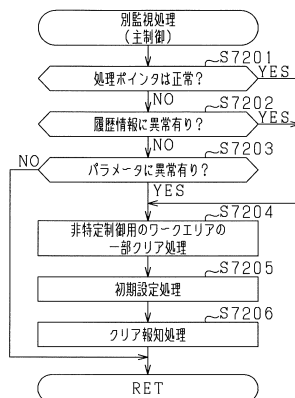 別監視処理
(主制御)
S7201
処理ポインタは正常?
YES
NO
S7202
履歴情報に異常有り?
YES
NO
S7203
NO
パラメータに異常有り?
YES
S7204
非特定制御用のワークエリアの
一部クリア処理
S7205
初期設定処理
S7206
クリア報知処理
RET